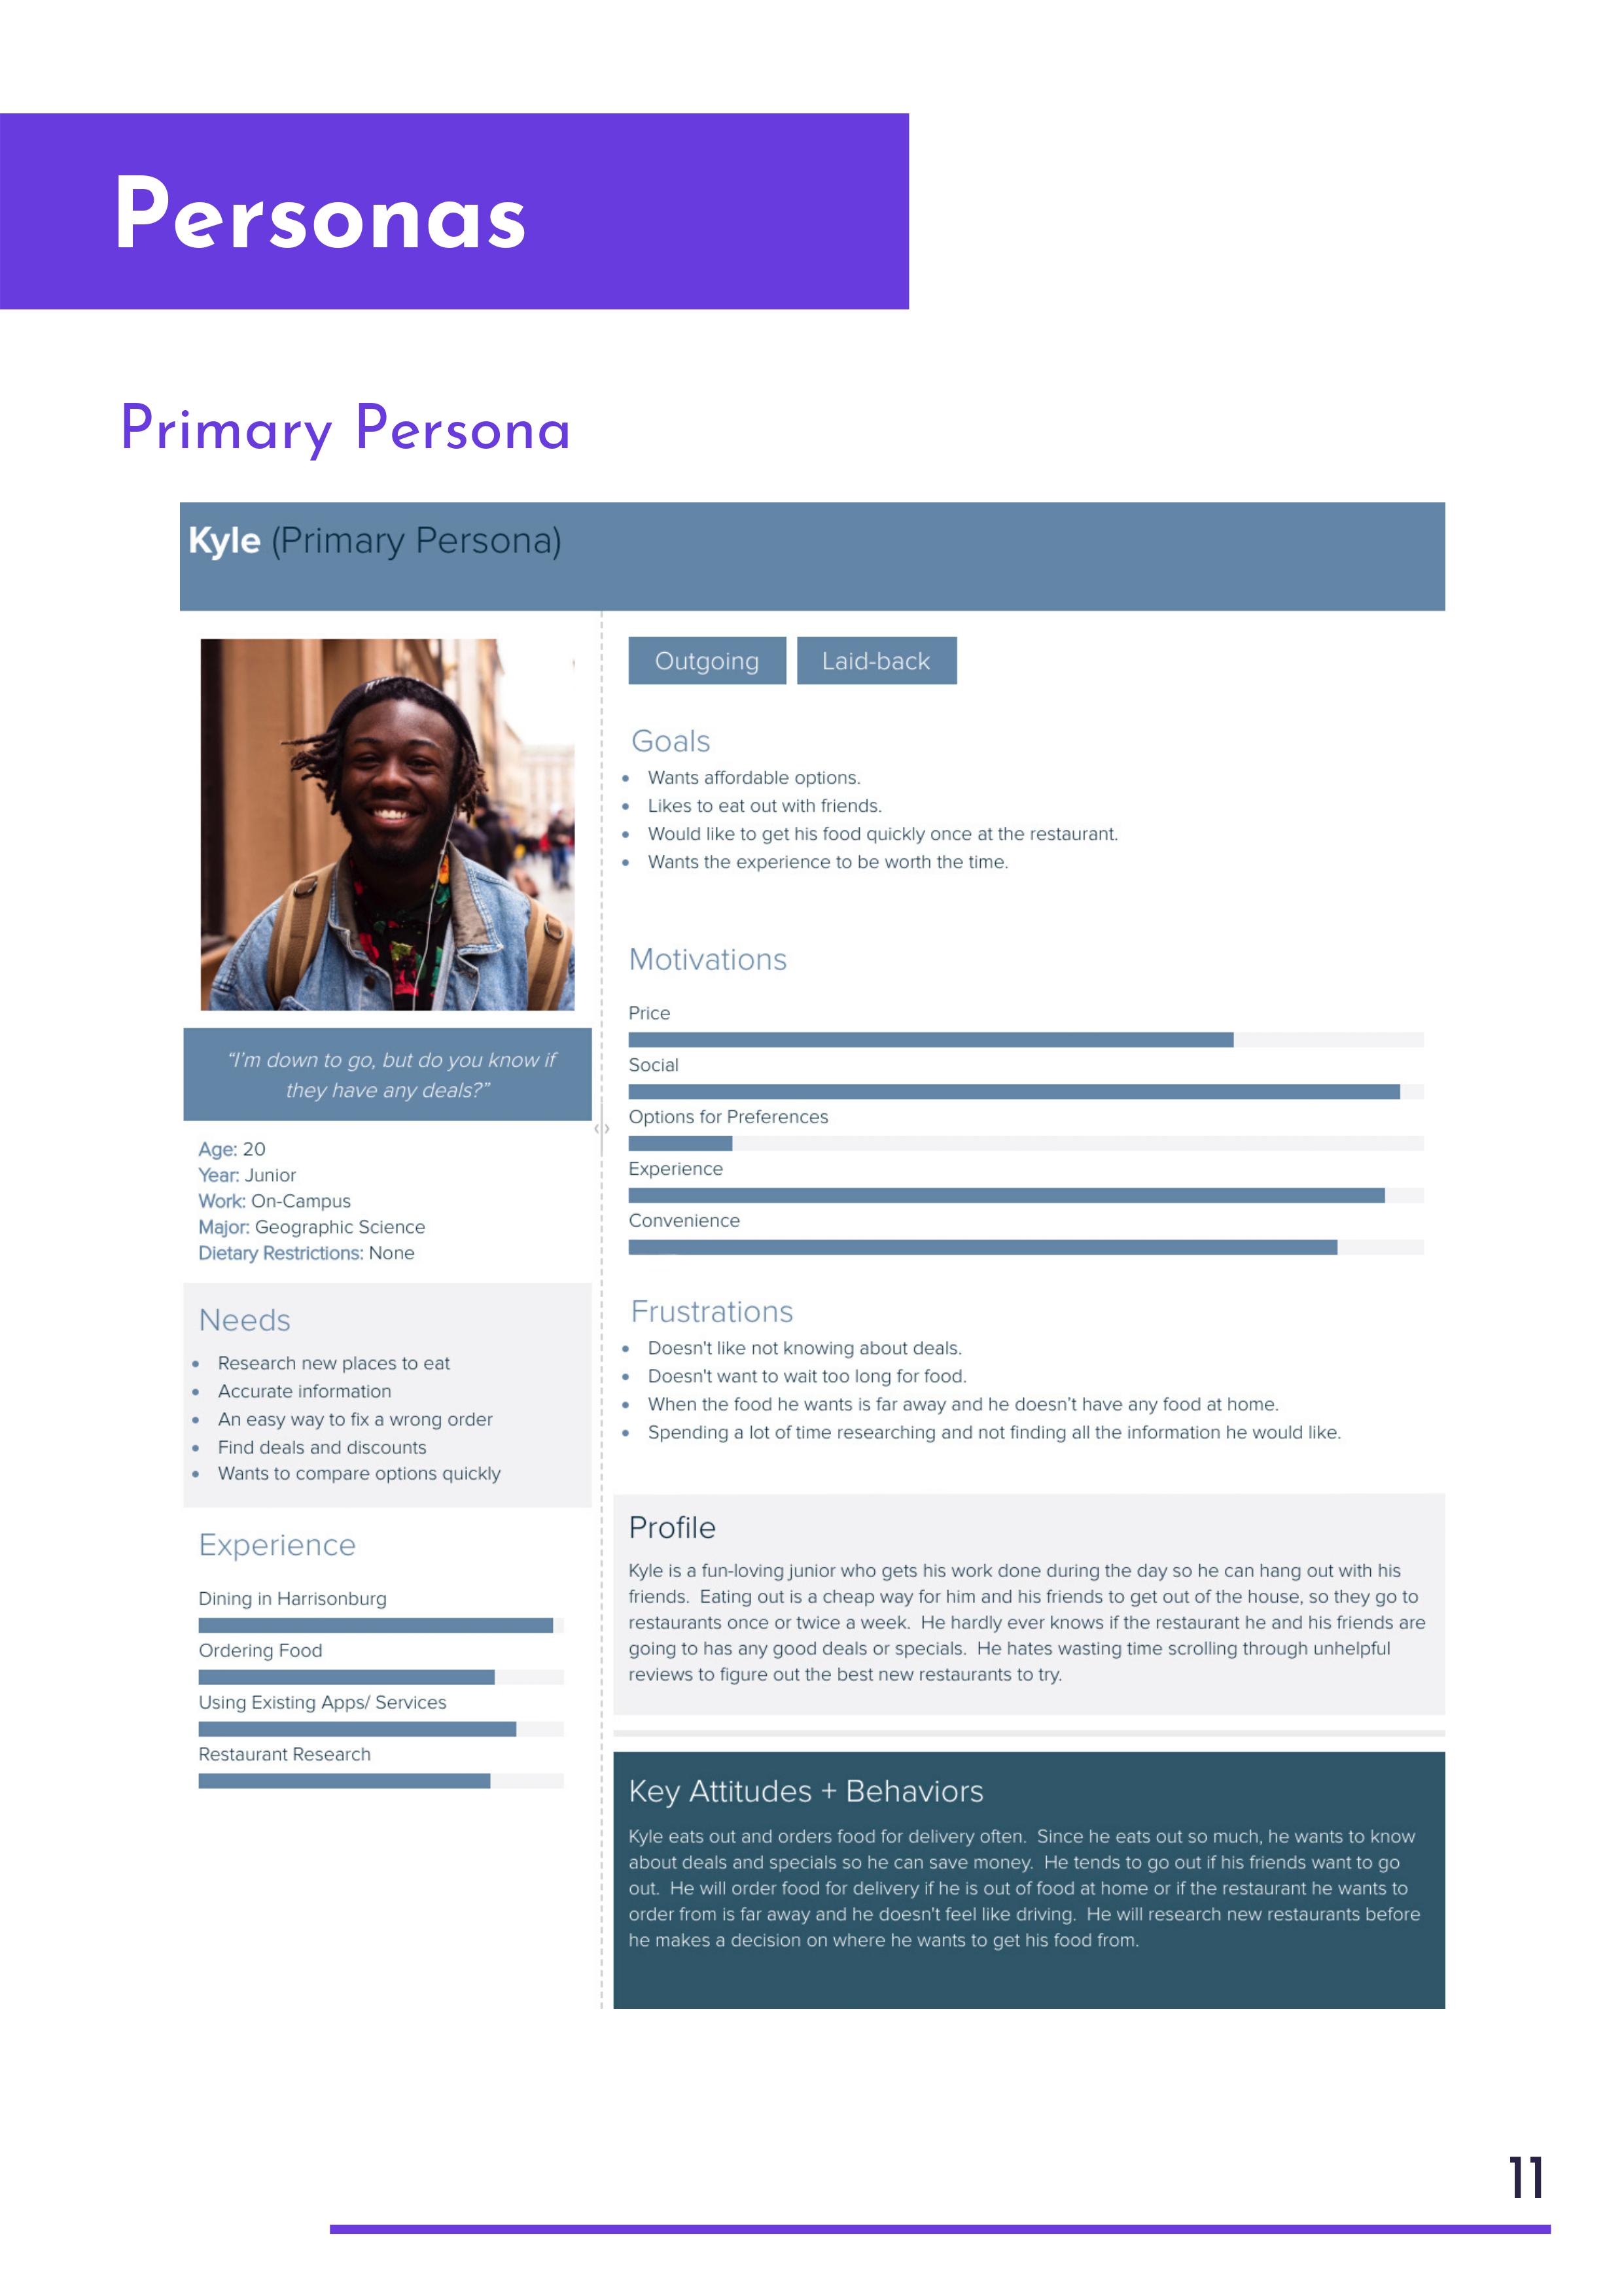 Personas
Primary Persona
Kyle (Primary Persona)
“I’m down to go, but do you know if
they have any deals?”
Age: 20
Year: Junior
Work: On-Campus
Major: Geographic Science
Dietary Restrictions: None
Needs
• Research new places to eat
• Accurate information
• An easy way to fix a wrong order
• Find deals and discounts
• Wants to compare options quickly
Experience
Dining in Harrisonburg
Ordering Food
Using Existing Apps/ Services
Restaurant Research
Outgoing
Laid-back
Goals
• Wants affordable options.
• Likes to eat out with friends.
• Would like to get his food quickly once at the restaurant.
• Wants the experience to be worth the time.
Motivations
Price
Social
Options for Preferences
Experience
Convenience
Frustrations
• Doesn't like not knowing about deals.
• Doesn't want to wait too long for food.
• When the food he wants is far away and he doesn’t have any food at home.
• Spending a lot of time researching and not finding all the information he would like.
Profile
Kyle is a fun-loving junior who gets his work done during the day so he can hang out with his
friends.  Eating out is a cheap way for him and his friends to get out of the house, so they go to
restaurants once or twice a week.  He hardly ever knows if the restaurant he and his friends are
going to has any good deals or specials.  He hates wasting time scrolling through unhelpful
reviews to figure out the best new restaurants to try.
Key Attitudes + Behaviors
Kyle eats out and orders food for delivery often.  Since he eats out so much, he wants to know
about deals and specials so he can save money.  He tends to go out if his friends want to go
out.  He will order food for delivery if he is out of food at home or if the restaurant he wants to
order from is far away and he doesn't feel like driving.  He will research new restaurants before
he makes a decision on where he wants to get his food from.
11